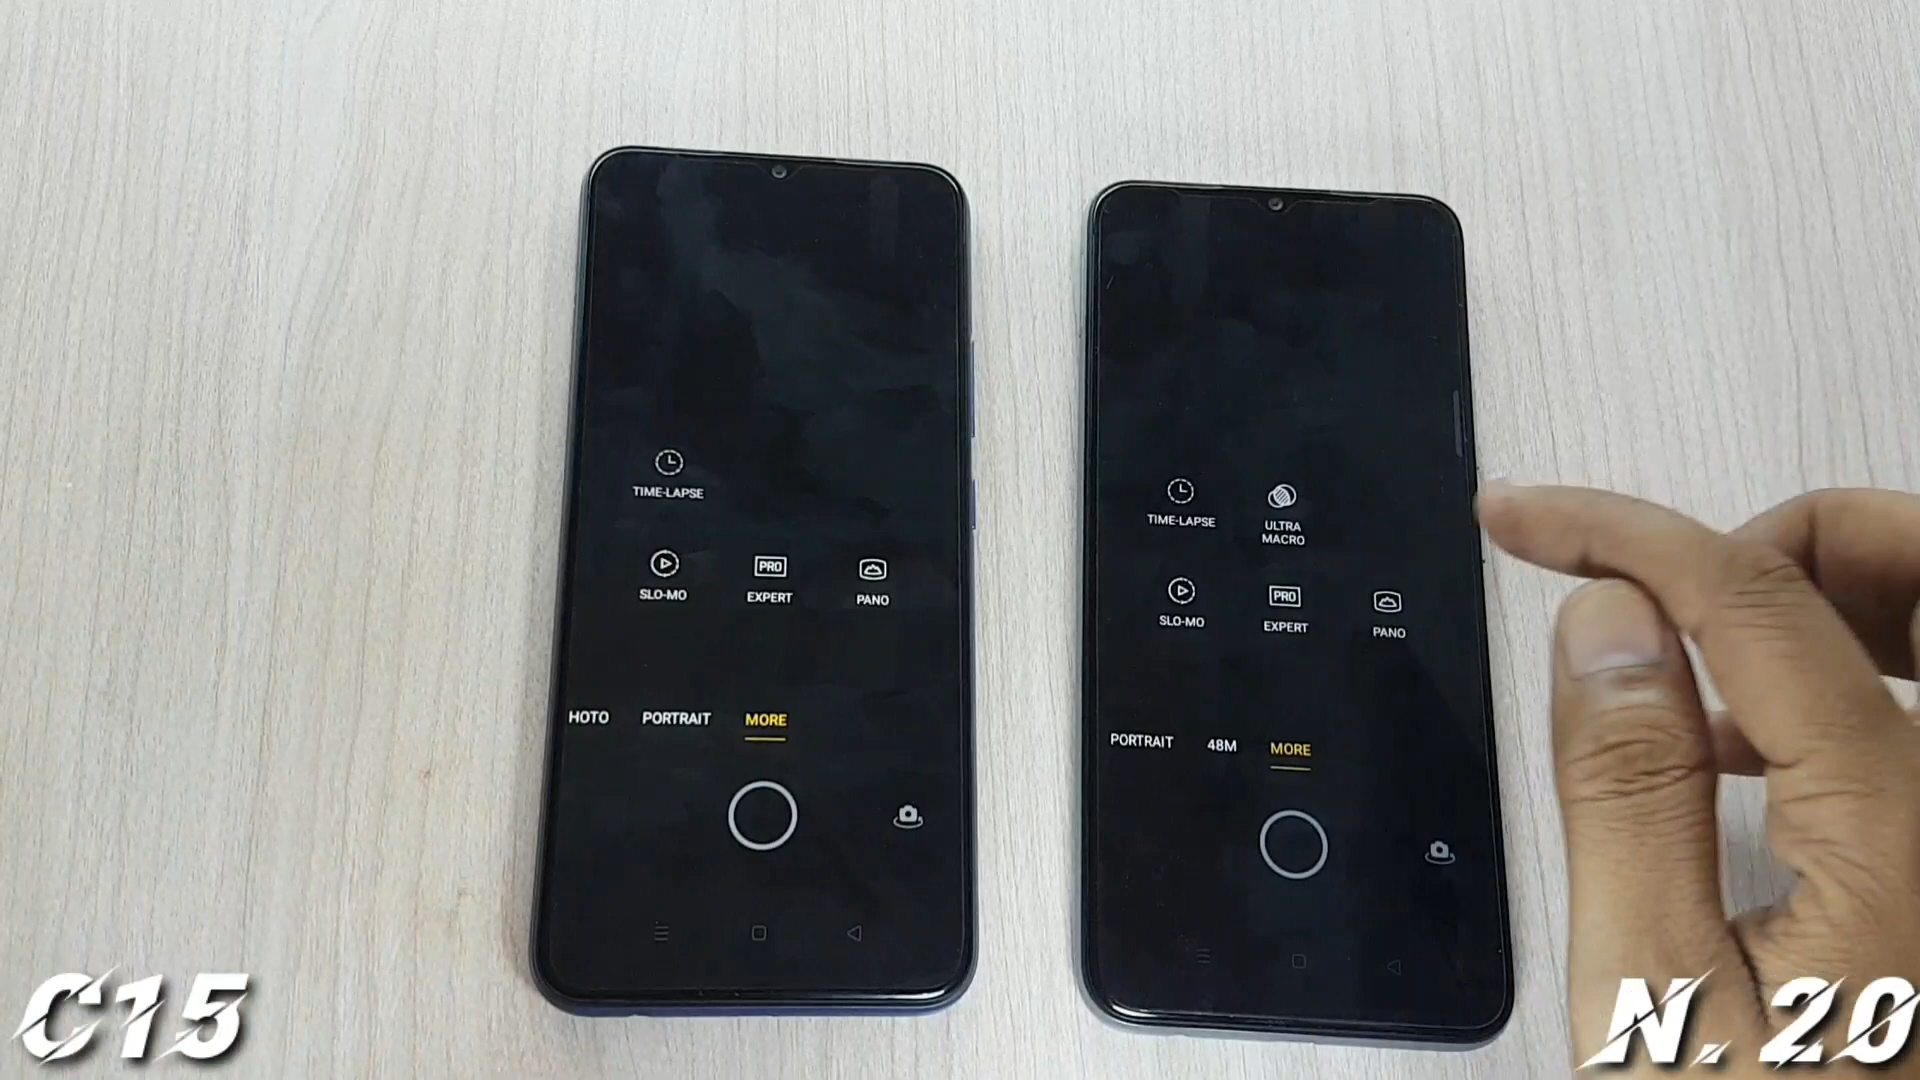 TIME-LAPSE
SLO-MO
PRO
EXPERT
PANO
HOTO PORTRAIT MORE
TIME-LAPSE
ULTRA
MACRO
SLO-MO
PRO
EXPERT
PANO
PORTRAIT 48M MORE
C15
N. 20